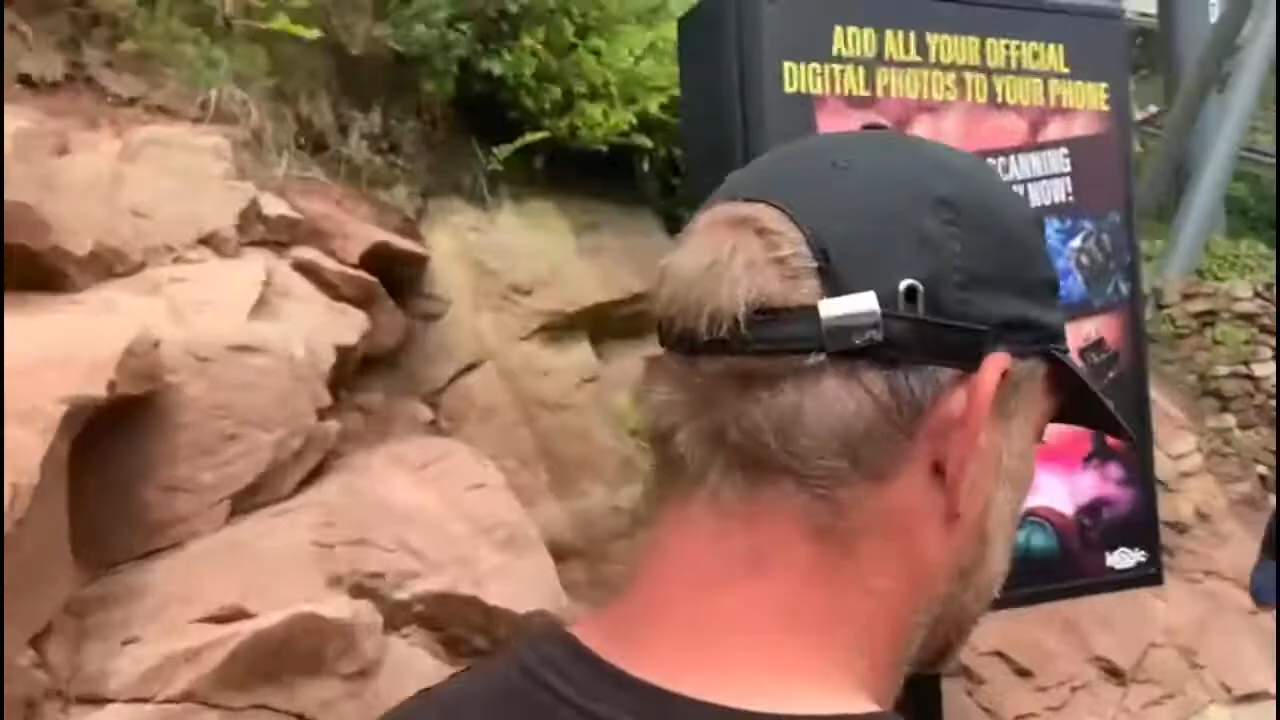 ADD ALL YOUR OFFICIAL
DIGITAL PHOTOS TO YOUR PHONE
SCANNING
NOW!